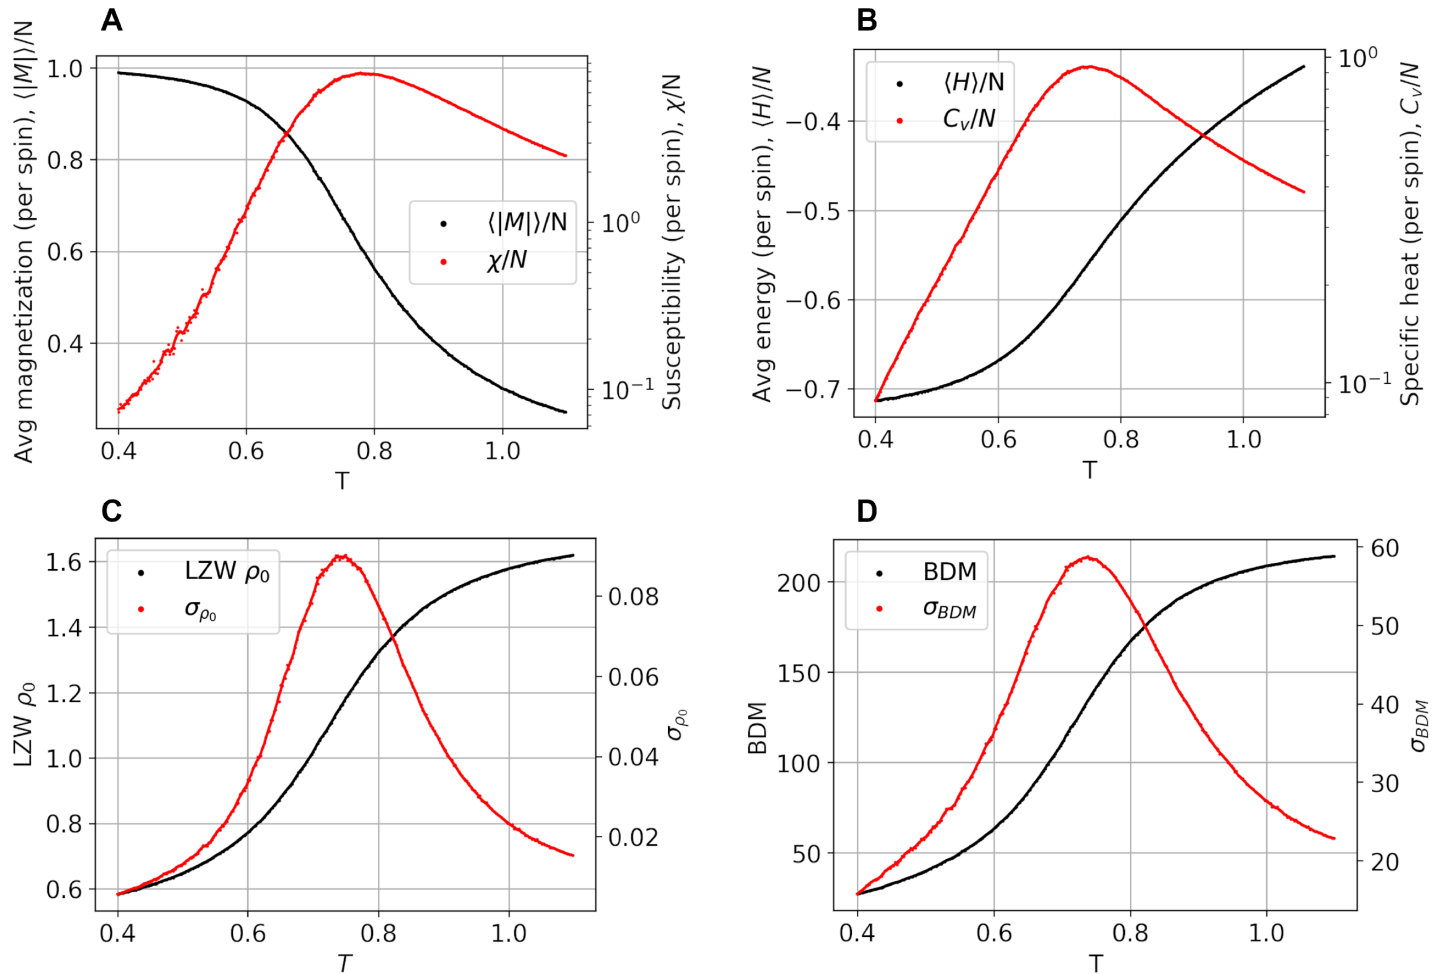 A
Avg magnetization (per spin), ⟨|M|⟩/N
1.0
0.8
0.6
0.4
⟨|M|⟩/N
χ/N
10⁰
10⁻¹
Susceptibility (per spin), χ/N
0.4 0.6 0.8 1.0
T
B
Avg energy (per spin), ⟨H⟩/N
−0.4
−0.5
−0.6
−0.7
⟨H⟩/N
Cᵥ/N
10⁰
10⁻¹
Specific heat (per spin), Cᵥ/N
0.4 0.6 0.8 1.0
T
C
LZW ρ₀
1.6
1.4
1.2
1.0
0.8
0.6
LZW ρ₀
σ_ρ₀
0.08
0.06
0.04
0.02
σ_ρ₀
0.4 0.6 0.8 1.0
T
D
BDM
200
150
100
50
BDM
σ_BDM
60
50
40
30
20
σ_BDM
0.4 0.6 0.8 1.0
T